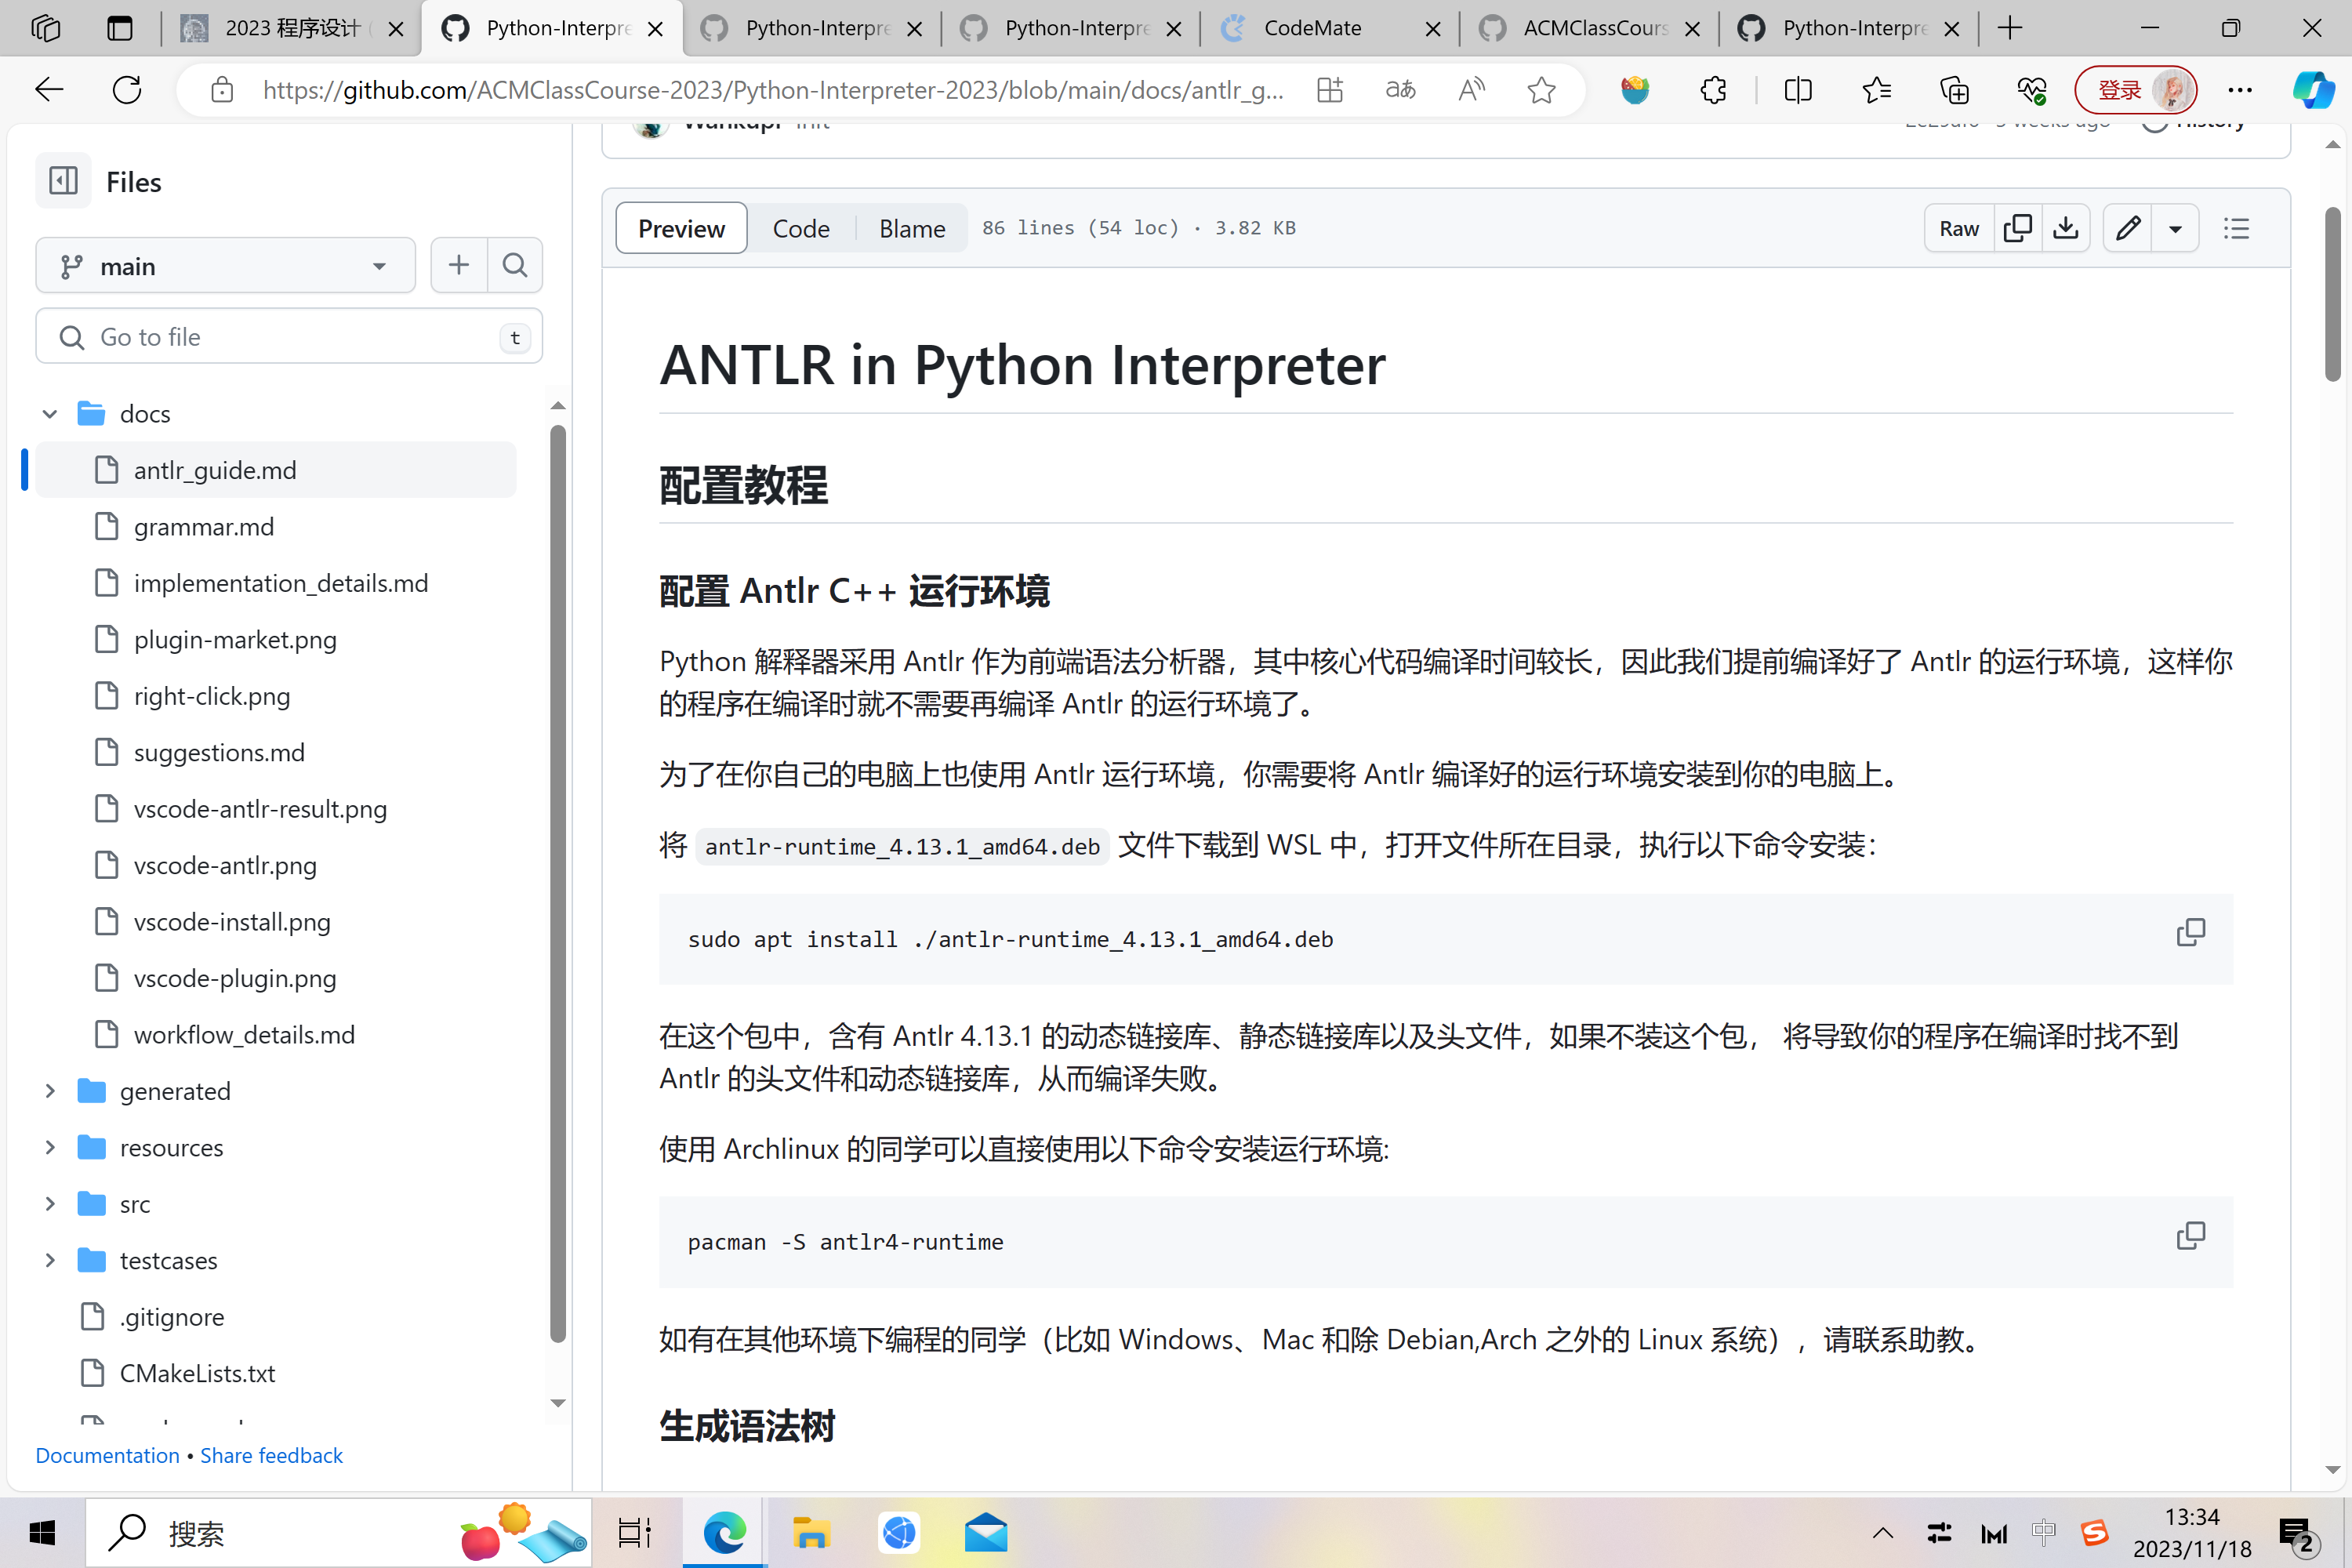 2023 程序设计
Python-Interpre
Python-Interpre
Python-Interpre
CodeMate
ACMClassCours
Python-Interpre
https://github.com/ACMClassCourse-2023/Python-Interpreter-2023/blob/main/docs/antlr_g...
登录
Files
main
Go to file
t
docs
antlr_guide.md
grammar.md
implementation_details.md
plugin-market.png
right-click.png
suggestions.md
vscode-antlr-result.png
vscode-antlr.png
vscode-install.png
vscode-plugin.png
workflow_details.md
generated
resources
src
testcases
.gitignore
CMakeLists.txt
Documentation • Share feedback
Wankupi init
History
Preview Code Blame 86 lines (54 loc) · 3.82 KB
Raw
ANTLR in Python Interpreter
配置教程
配置 Antlr C++ 运行环境
Python 解释器采用 Antlr 作为前端语法分析器，其中核心代码编译时间较长，因此我们提前编译好了 Antlr 的运行环境，这样你
的程序在编译时就不需要再编译 Antlr 的运行环境了。
为了在你自己的电脑上也使用 Antlr 运行环境，你需要将 Antlr 编译好的运行环境安装到你的电脑上。
将 antlr-runtime_4.13.1_amd64.deb 文件下载到 WSL 中，打开文件所在目录，执行以下命令安装：
sudo apt install ./antlr-runtime_4.13.1_amd64.deb
在这个包中，含有 Antlr 4.13.1 的动态链接库、静态链接库以及头文件，如果不装这个包， 将导致你的程序在编译时找不到
Antlr 的头文件和动态链接库，从而编译失败。
使用 Archlinux 的同学可以直接使用以下命令安装运行环境:
pacman -S antlr4-runtime
如有在其他环境下编程的同学（比如 Windows、Mac 和除 Debian,Arch 之外的 Linux 系统），请联系助教。
生成语法树
搜索
中
13:34
2023/11/18
2